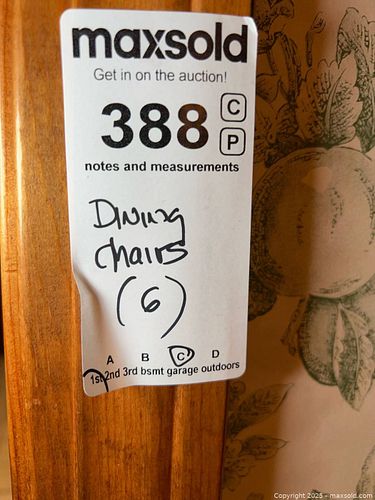 maxsold
Get in on the auction!
388 C
P
notes and measurements
Dining
Chairs
(6)
A B C D
1st 2nd 3rd bsmt garage outdoors
Copyright 2025 - maxsold.com